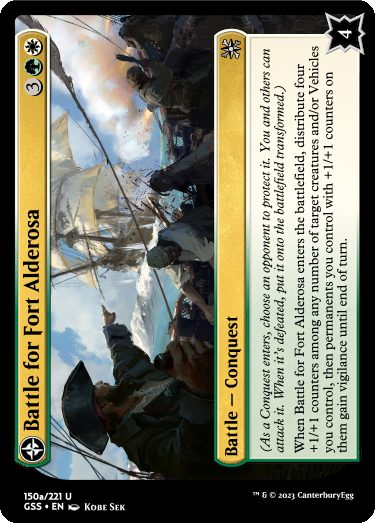 Battle for Fort Alderosa
3
Battle — Conquest
(As a Conquest enters, choose an opponent to protect it. You and others can
attack it. When it's defeated, put it onto the battlefield transformed.)
When Battle for Fort Alderosa enters the battlefield, distribute four
+1/+1 counters among any number of target creatures and/or Vehicles
you control, then permanents you control with +1/+1 counters on
them gain vigilance until end of turn.
4
150a/221 U
GSS • EN Kobe Sek
™ & © 2023 CanterburyEgg